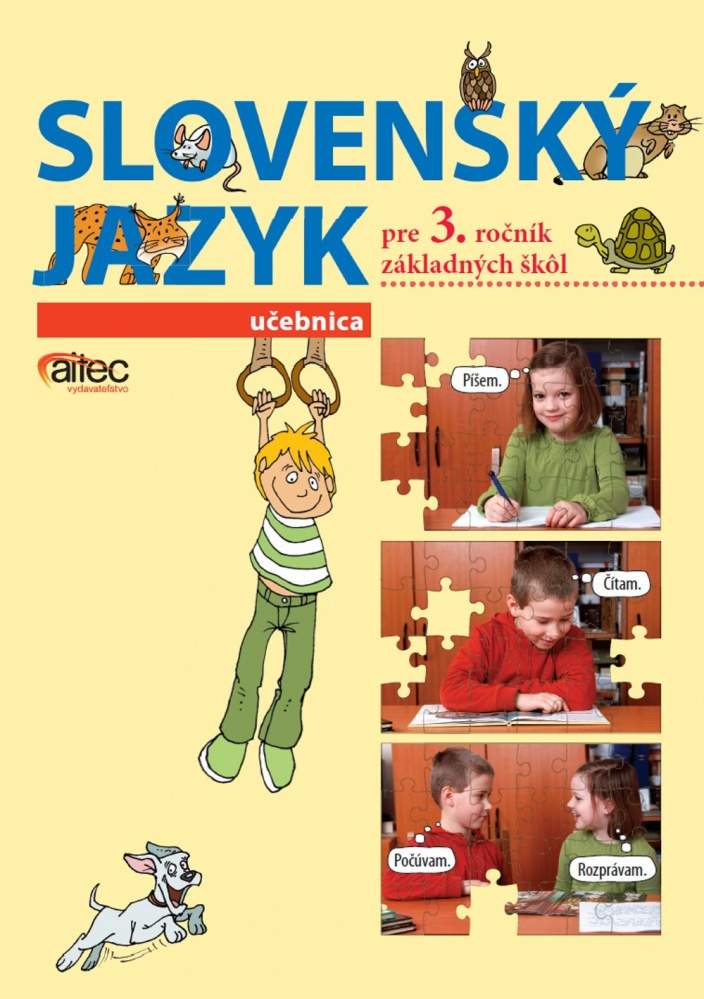 SLOVENSKÝ
JAZYK
pre 3. ročník
základných škôl
učebnica
aitec
vydavateľstvo
Píšem.
Čítam.
Počúvam.
Rozprávam.